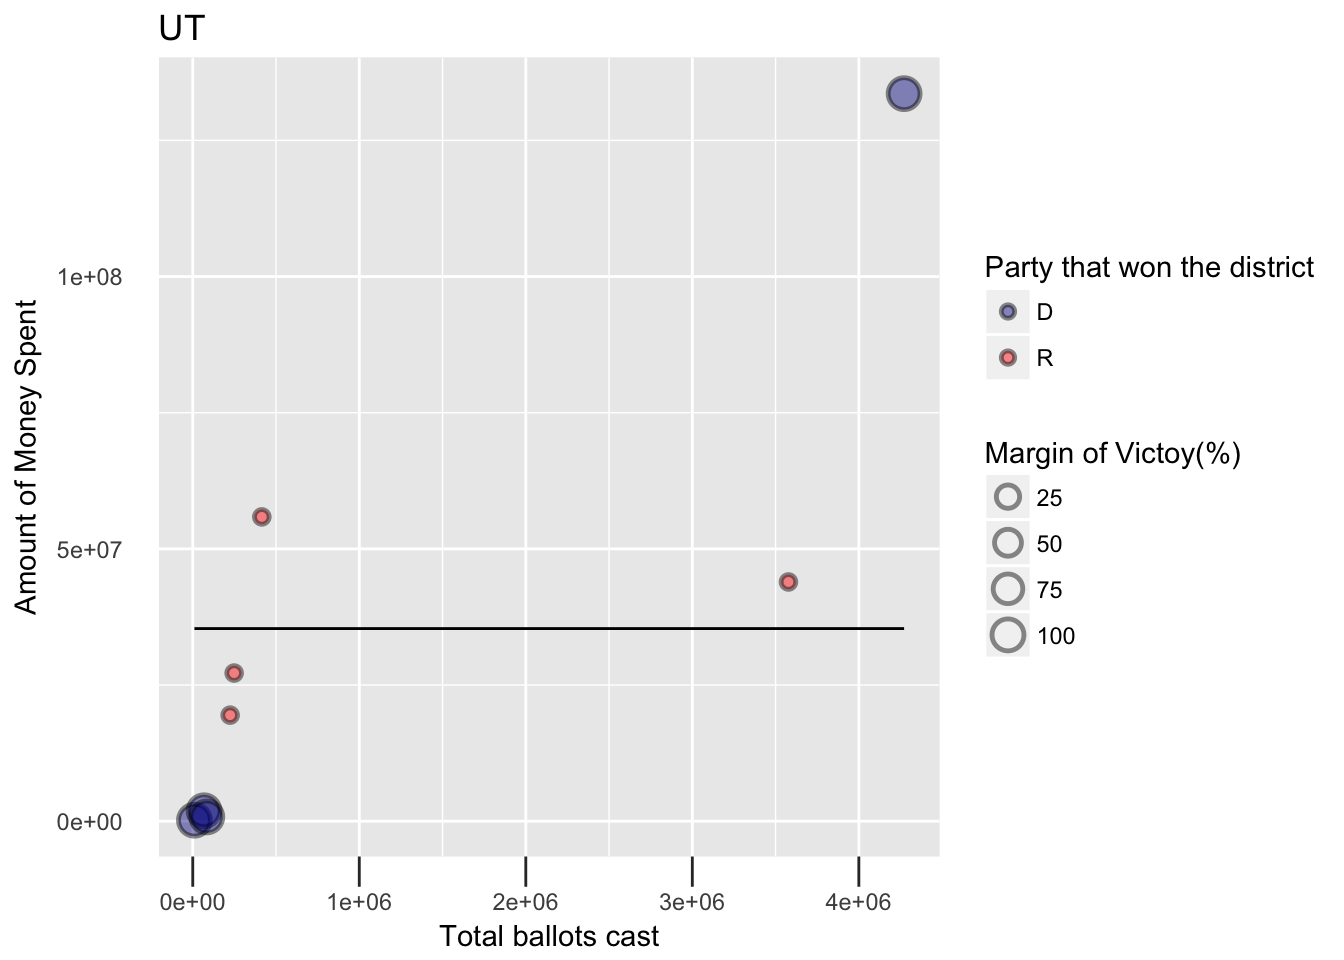 UT
Amount of Money Spent
1e+08
5e+07
0e+00
0e+00 1e+06 2e+06 3e+06 4e+06
Total ballots cast
Party that won the district
D
R
Margin of Victoy(%)
25
50
75
100